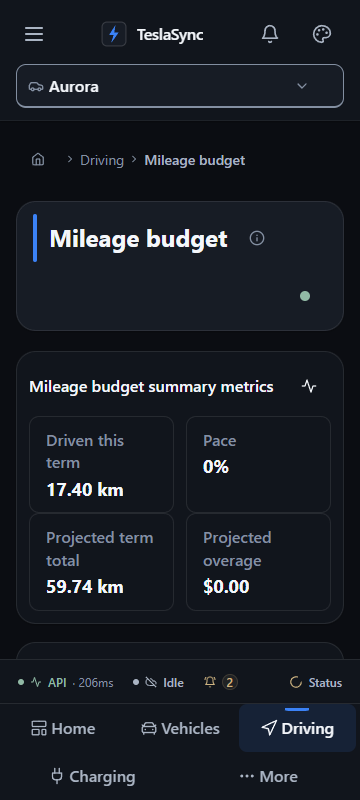 TeslaSync
Aurora
Driving
Mileage budget
Mileage budget
Mileage budget summary metrics
Driven this
term
17.40 km
Pace
0%
Projected term
total
59.74 km
Projected
overage
$0.00
API · 206ms
Idle
2
Status
Home
Vehicles
Driving
Charging
More